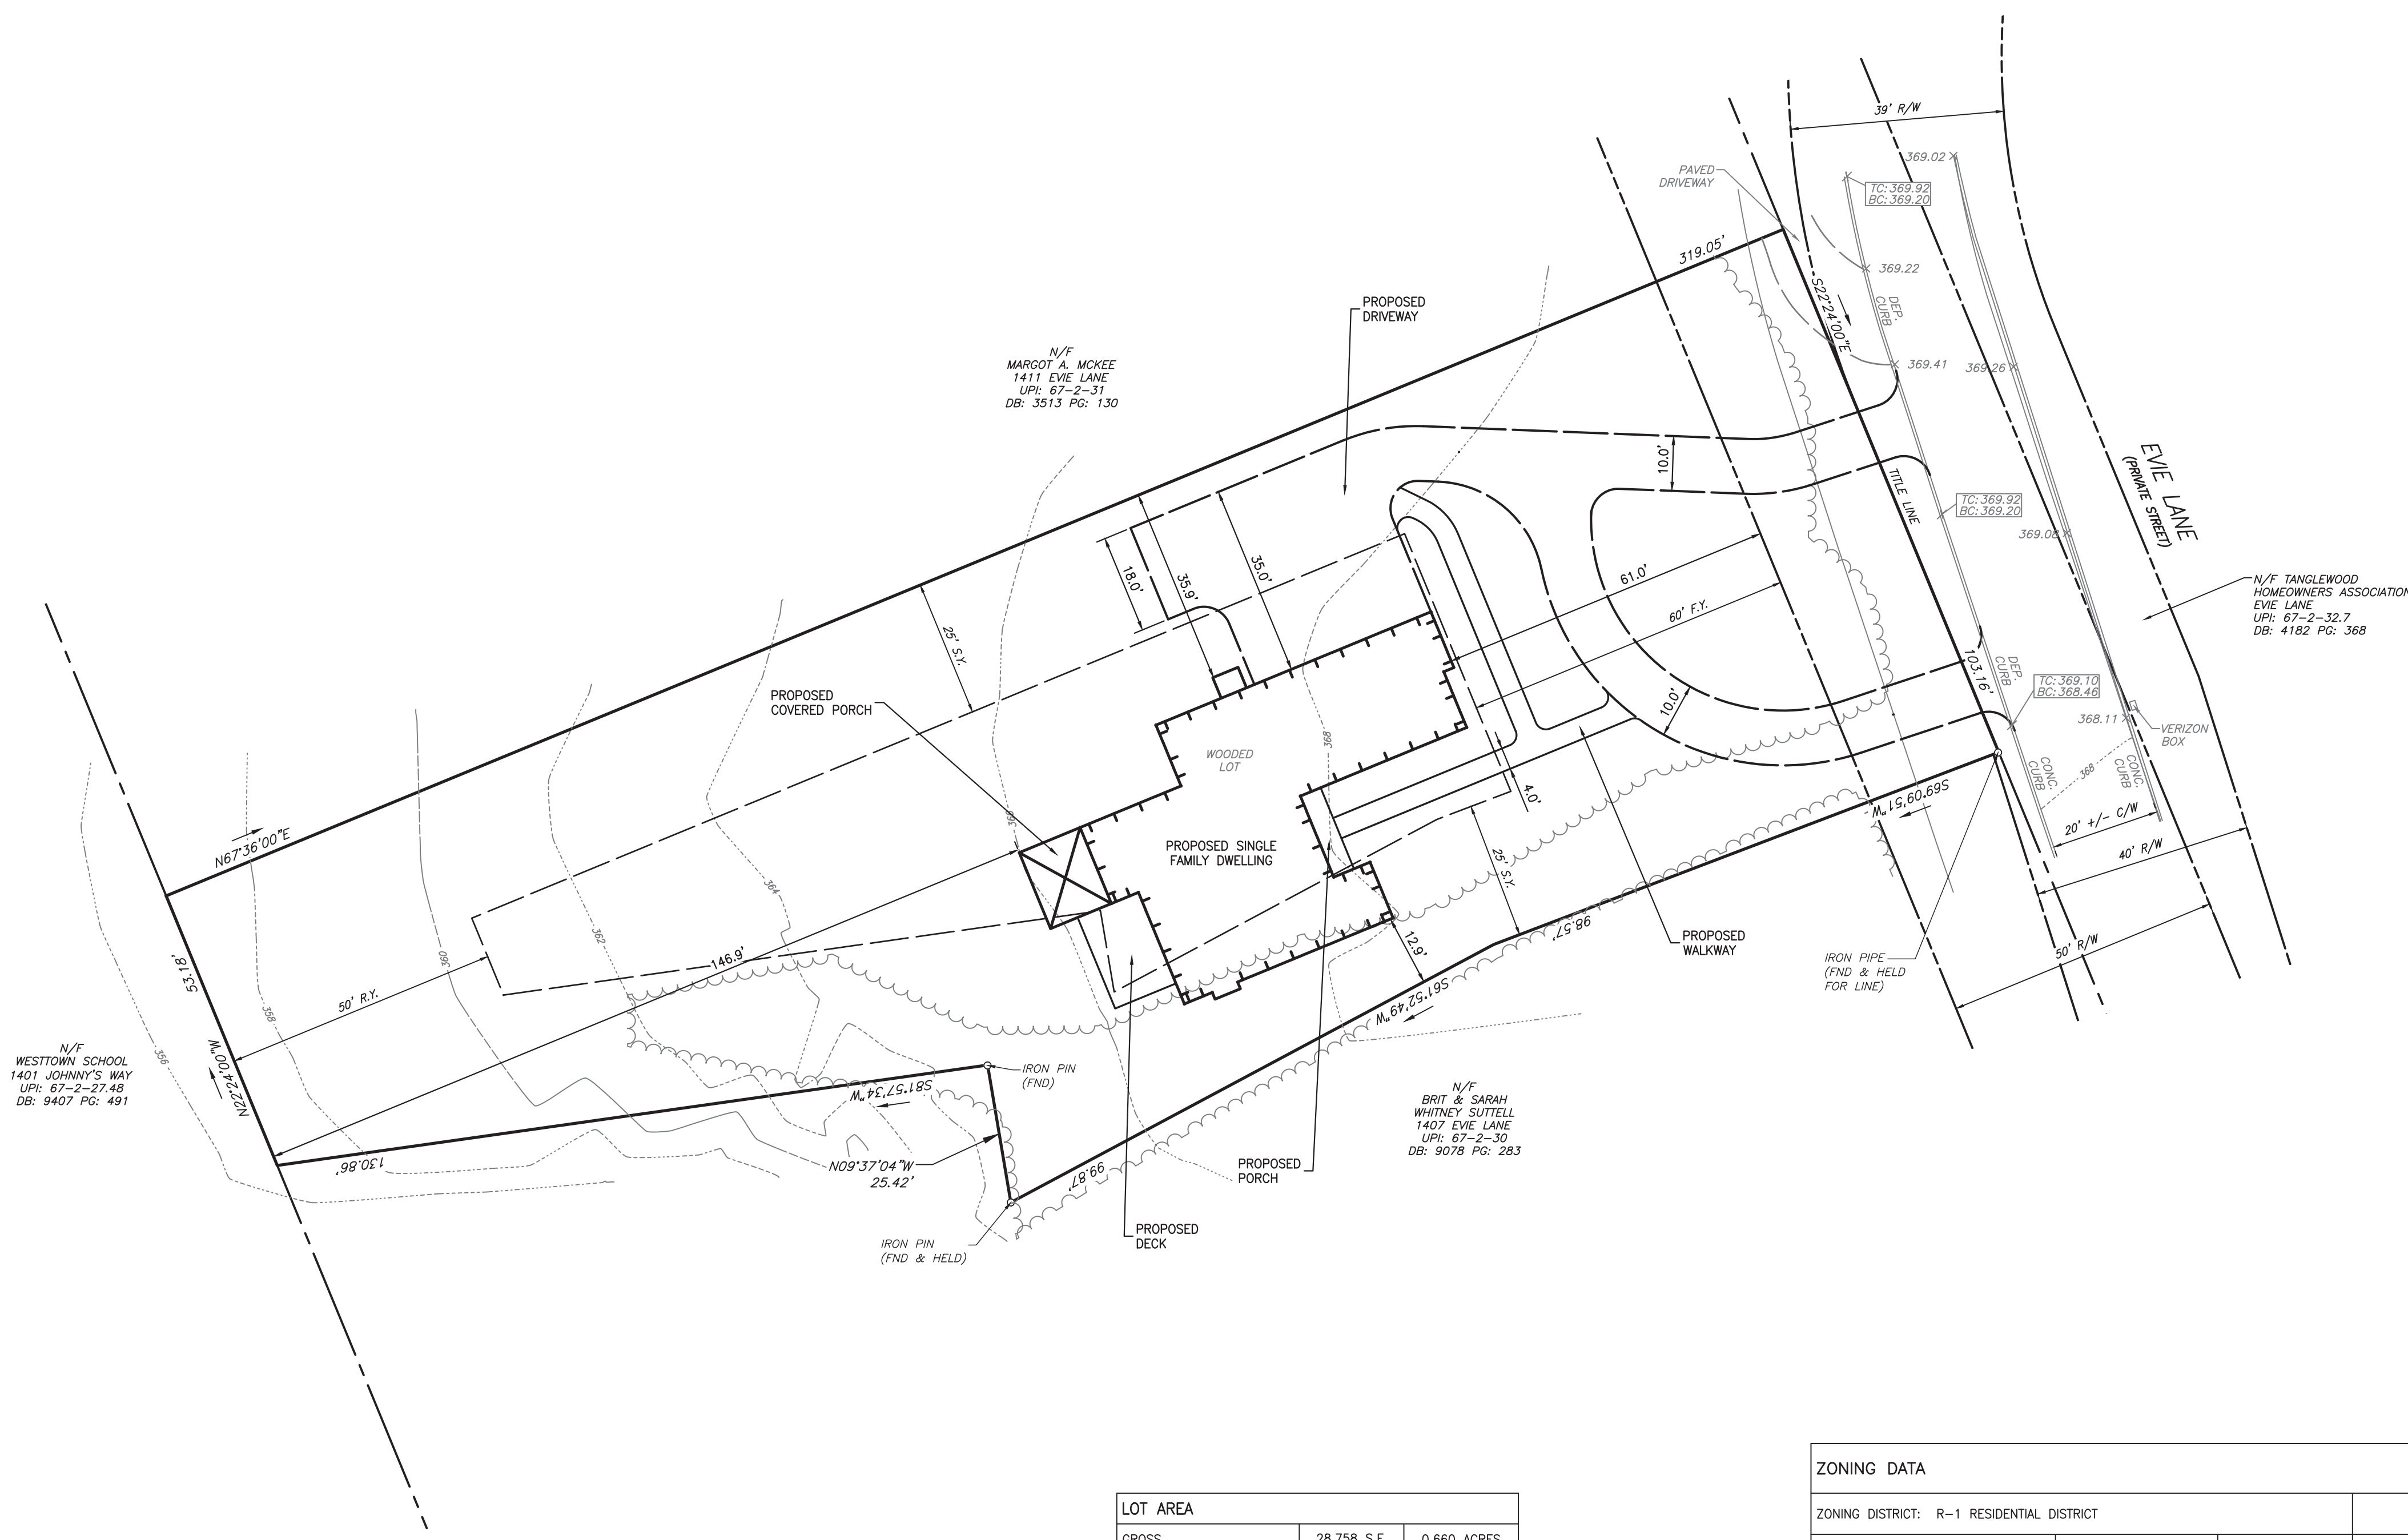 39' R/W
369.02
PAVED
DRIVEWAY
TC: 369.92
BC: 369.20
319.05'
369.22
S22°24'00"E
DEP.
CURB
PROPOSED
DRIVEWAY
369.41
369.26
N/F
MARGOT A. MCKEE
1411 EVIE LANE
UPI: 67-2-31
DB: 3513 PG: 130
10.0'
EVIE LANE
(PRIVATE STREET)
TITLE LINE
TC: 369.92
BC: 369.20
369.08
18.0'
35.9'
35.0'
61.0'
60' F.Y.
N/F TANGLEWOOD
HOMEOWNERS ASSOCIATION
EVIE LANE
UPI: 67-2-32.7
DB: 4182 PG: 368
25' S.Y.
103.16'
DEP.
CURB
TC: 369.10
BC: 368.46
368.11
VERIZON
BOX
PROPOSED
COVERED PORCH
10.0'
368
WOODED
LOT
4.0'
368
CONC.
CURB
CONC.
CURB
S69°09'51"W
20' +/- C/W
40' R/W
N67°36'00"E
366
PROPOSED SINGLE
FAMILY DWELLING
25' S.Y.
364
362
360
98.57'
12.9'
PROPOSED
WALKWAY
50' R/W
146.9'
53.18'
50' R.Y.
IRON PIPE
(FND & HELD
FOR LINE)
S61°52'49"W
358
356
N/F
WESTTOWN SCHOOL
1401 JOHNNY'S WAY
UPI: 67-2-27.48
DB: 9407 PG: 491
N22°24'00"W
IRON PIN
(FND)
S81°57'34"W
N/F
BRIT & SARAH
WHITNEY SUTTELL
1407 EVIE LANE
UPI: 67-2-30
DB: 9078 PG: 283
130.86'
N09°37'04"W
25.42'
99.87'
PROPOSED
PORCH
IRON PIN
(FND & HELD)
PROPOSED
DECK
ZONING DATA
LOT AREA
ZONING DISTRICT: R-1 RESIDENTIAL DISTRICT
GROSS 28,758 S.F. 0.660 ACRES